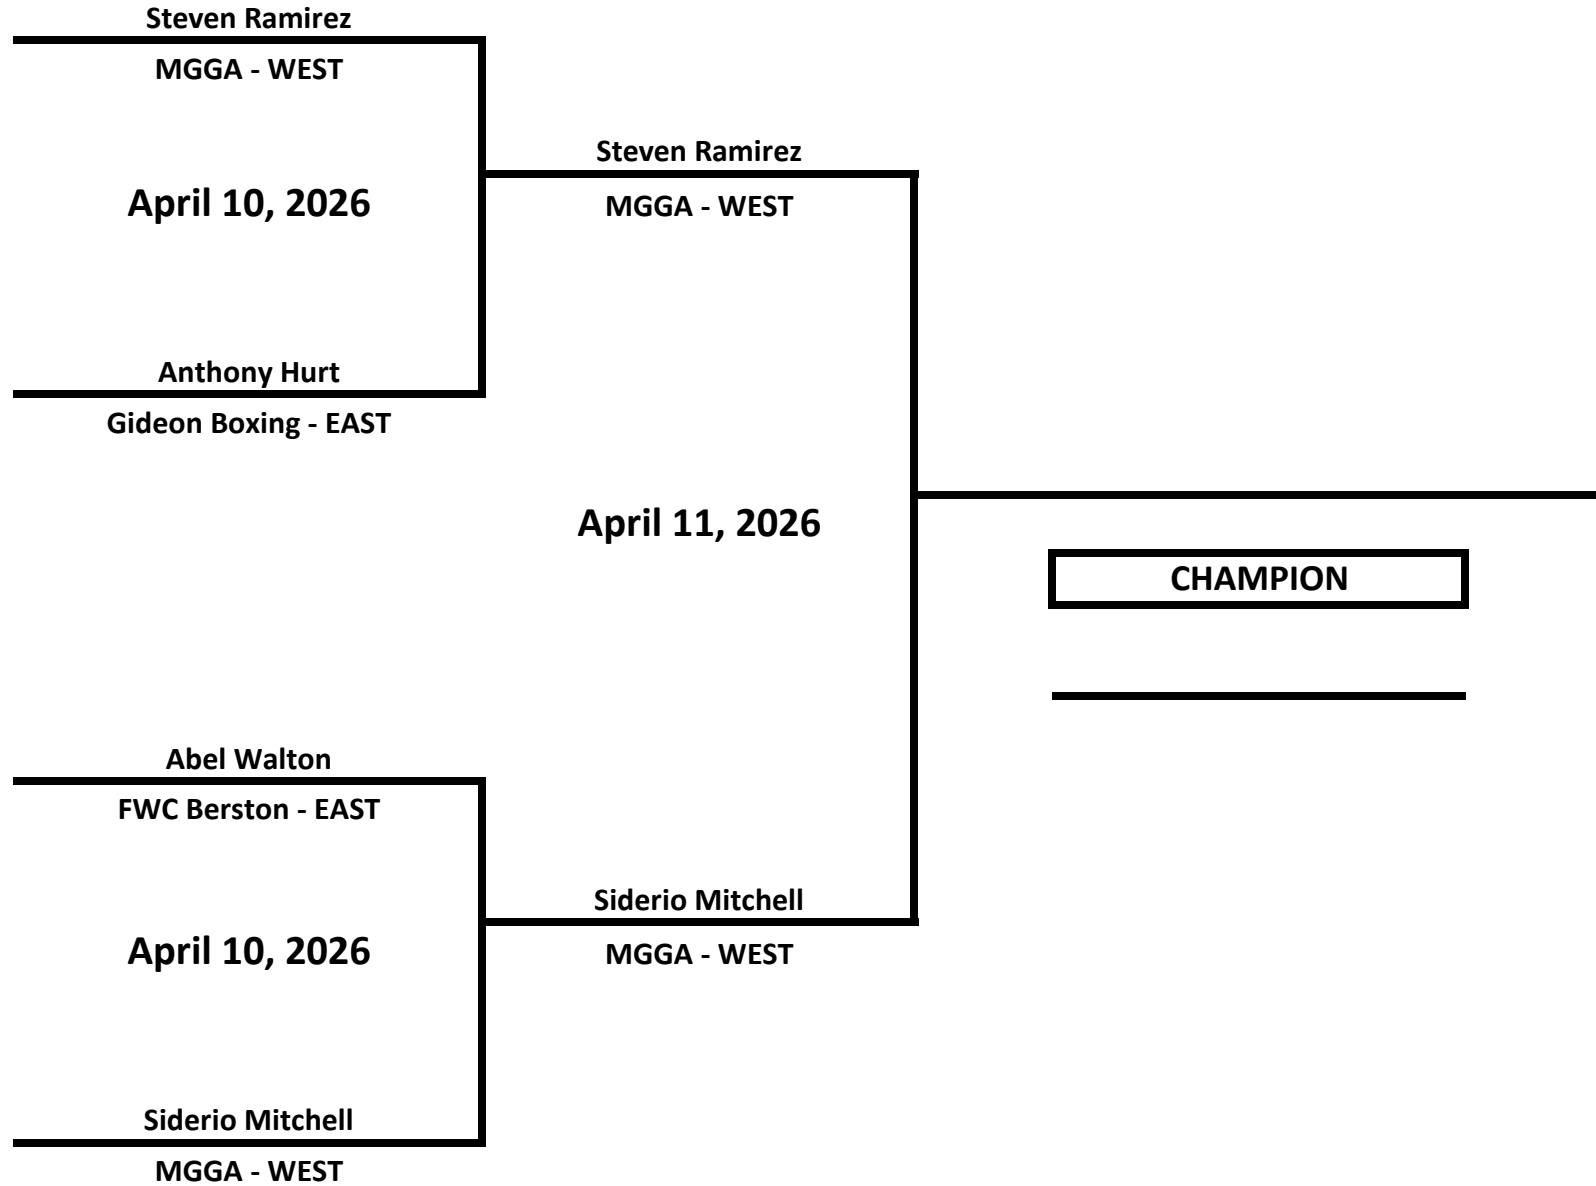 Steven Ramirez
MGGA - WEST
April 10, 2026
Anthony Hurt
Gideon Boxing - EAST
Steven Ramirez
MGGA - WEST
April 11, 2026
CHAMPION
Abel Walton
FWC Berston - EAST
April 10, 2026
Siderio Mitchell
MGGA - WEST
Siderio Mitchell
MGGA - WEST